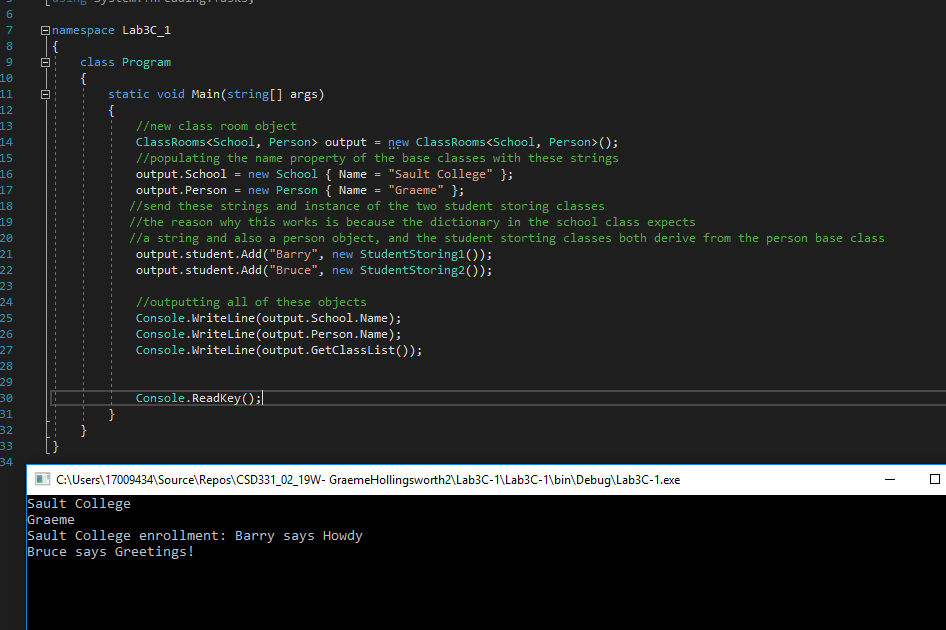 5 using System.Threading.Tasks;
6
7 namespace Lab3C_1
8 {
9 class Program
10 {
11 static void Main(string[] args)
12 {
13 //new class room object
14 ClassRooms<School, Person> output = new ClassRooms<School, Person>();
15 //populating the name property of the base classes with these strings
16 output.School = new School { Name = "Sault College" };
17 output.Person = new Person { Name = "Graeme" };
18 //send these strings and instance of the two student storing classes
19 //the reason why this works is because the dictionary in the school class expects
20 //a string and also a person object, and the student storting classes both derive from the person base class
21 output.student.Add("Barry", new StudentStoring1());
22 output.student.Add("Bruce", new StudentStoring2());
23
24 //outputting all of these objects
25 Console.WriteLine(output.School.Name);
26 Console.WriteLine(output.Person.Name);
27 Console.WriteLine(output.GetClassList());
28
29
30 Console.ReadKey();
31 }
32 }
33 }
34
C:\Users\17009434\Source\Repos\CSD331_02_19W- GraemeHollingsworth2\Lab3C-1\Lab3C-1\bin\Debug\Lab3C-1.exe
Sault College
Graeme
Sault College enrollment: Barry says Howdy
Bruce says Greetings!